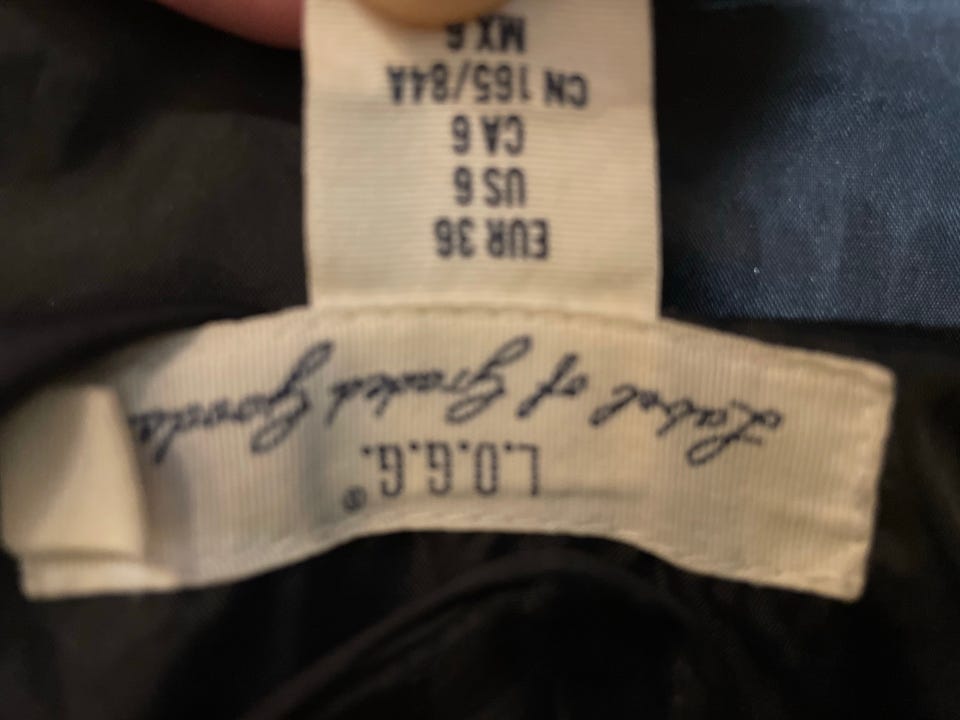 L.O.G.G.®
Label of Graded Goods
EUR 36
US 6
CA 6
CN 165/84A
MX 6